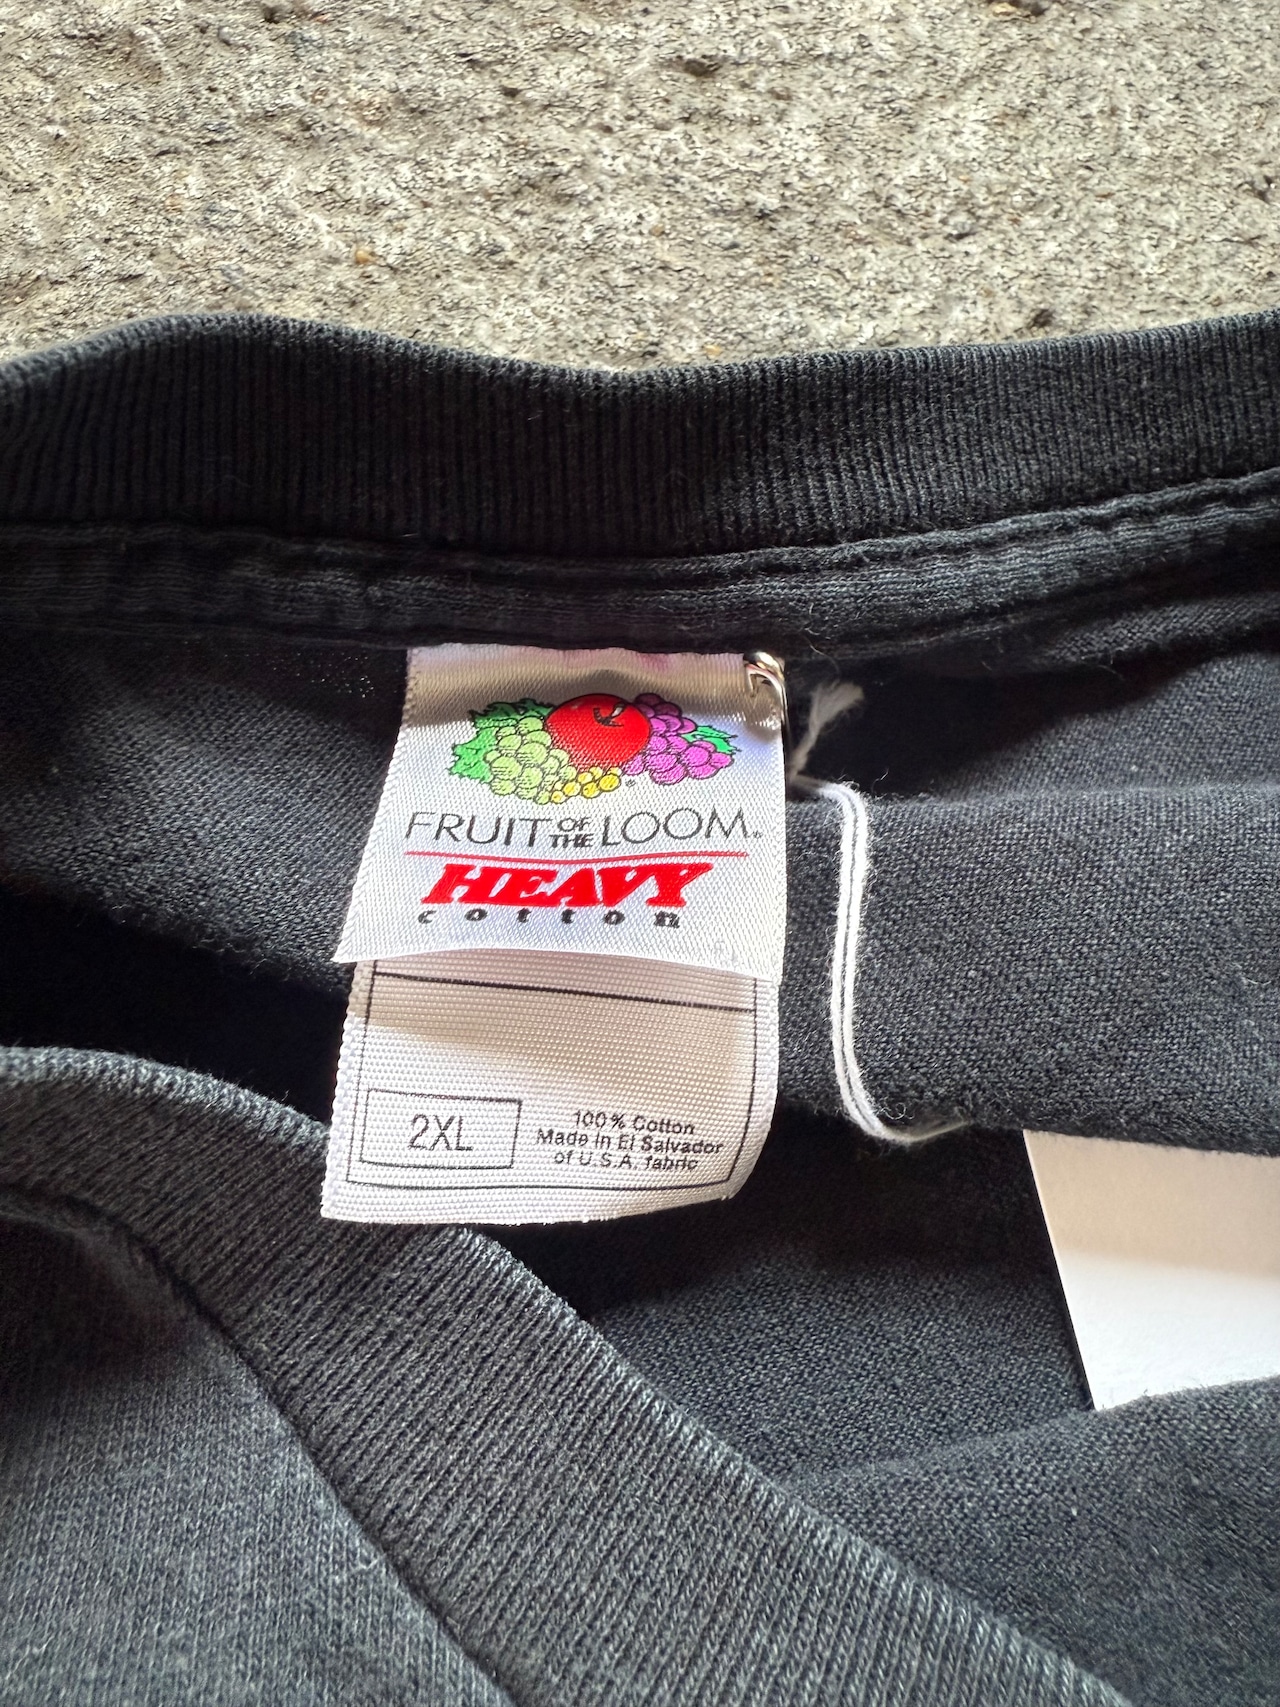 FRUIT OF THE LOOM®
HEAVY
cotton
2XL
100% Cotton
Made in El Salvador
of U.S.A. fabric